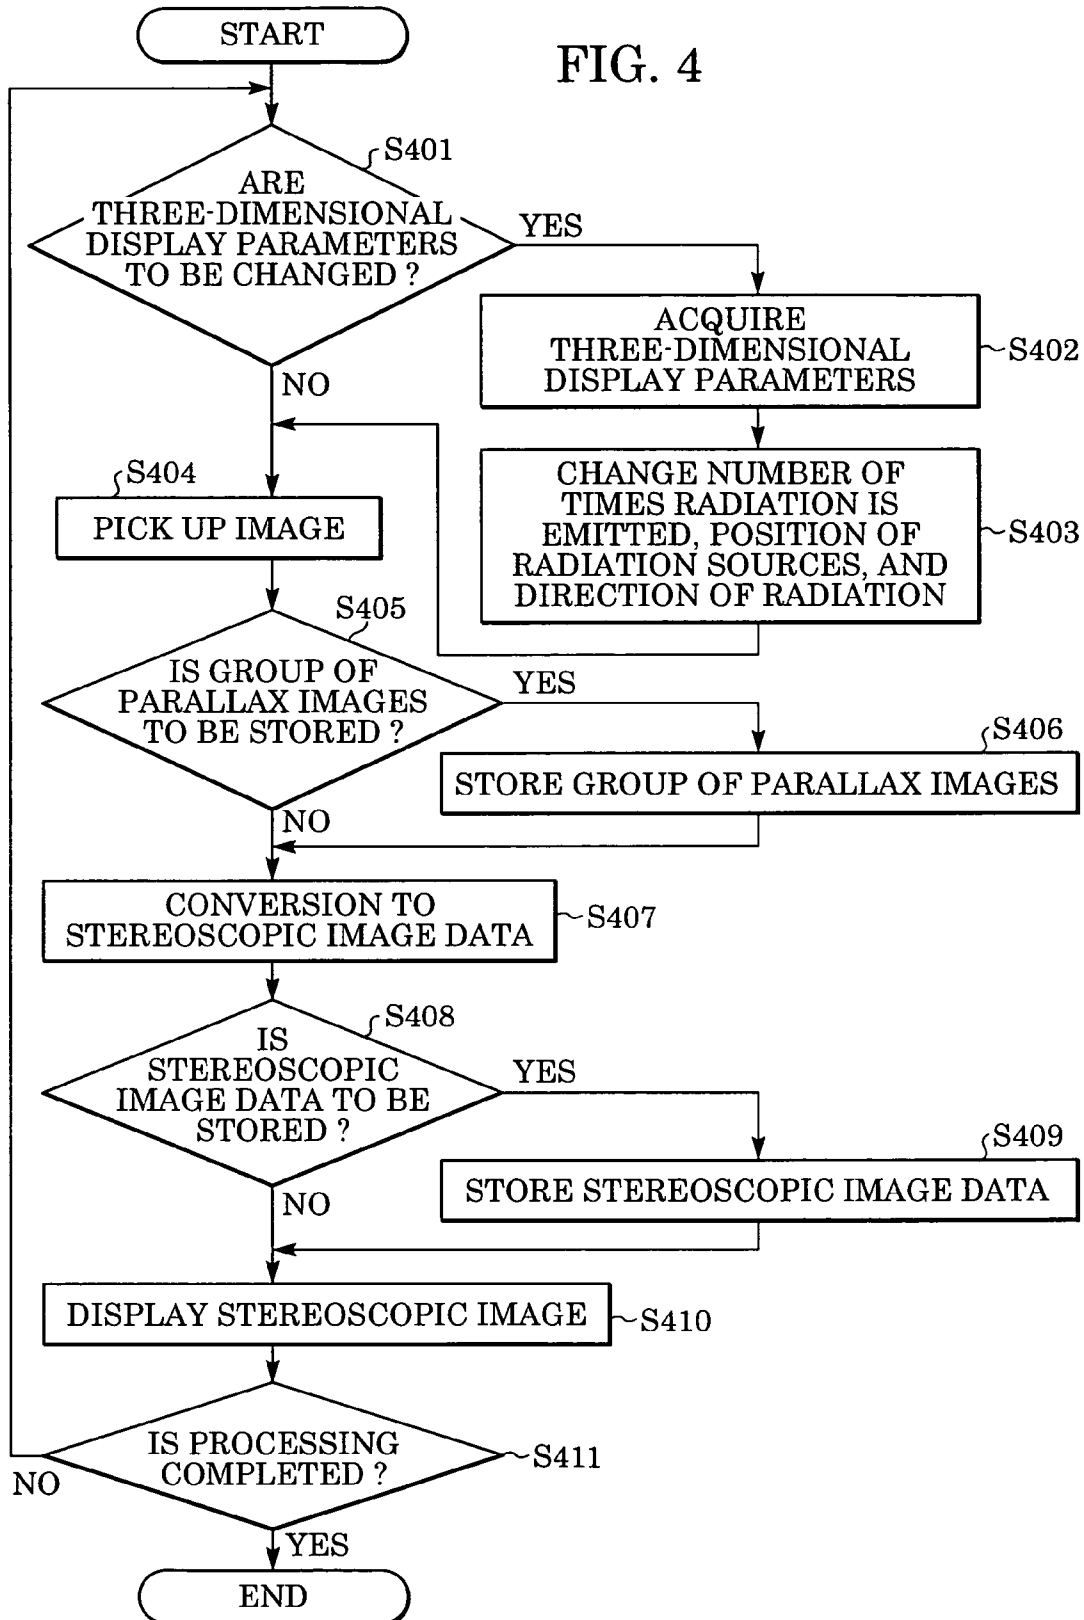 START
FIG. 4
S401
ARE
THREE-DIMENSIONAL
DISPLAY PARAMETERS
TO BE CHANGED ?
YES
ACQUIRE
THREE-DIMENSIONAL
DISPLAY PARAMETERS
S402
NO
CHANGE NUMBER OF
TIMES RADIATION IS
EMITTED, POSITION OF
RADIATION SOURCES, AND
DIRECTION OF RADIATION
S403
S404
PICK UP IMAGE
S405
IS GROUP OF
PARALLAX IMAGES
TO BE STORED ?
YES
S406
STORE GROUP OF PARALLAX IMAGES
NO
CONVERSION TO
STEREOSCOPIC IMAGE DATA
S407
S408
IS
STEREOSCOPIC
IMAGE DATA TO BE
STORED ?
YES
S409
STORE STEREOSCOPIC IMAGE DATA
NO
DISPLAY STEREOSCOPIC IMAGE
S410
IS PROCESSING
COMPLETED ?
S411
NO
YES
END